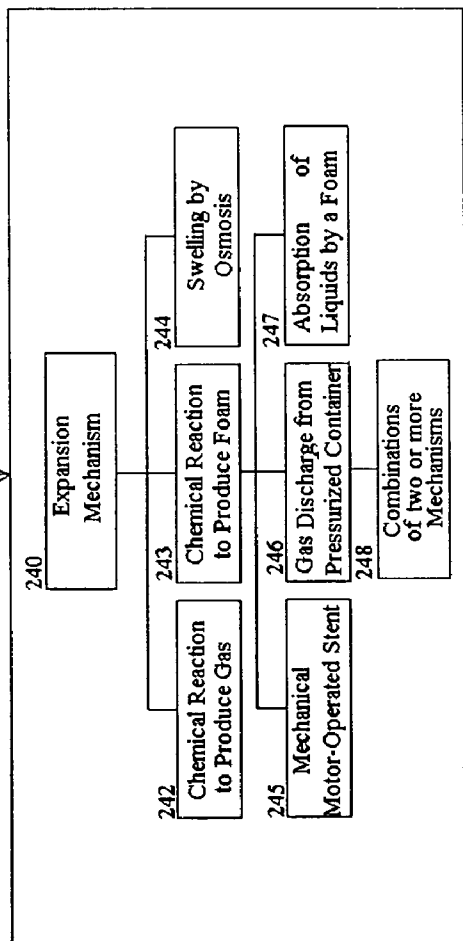 240
Expansion
Mechanism
242
Chemical Reaction
to Produce Gas
243
Chemical Reaction
to Produce Foam
244
Swelling by
Osmosis
245
Mechanical
Motor-Operated Stent
246
Gas Discharge from
Pressurized Container
247
Absorption of
Liquids by a Foam
248
Combinations
of two or more
Mechanisms